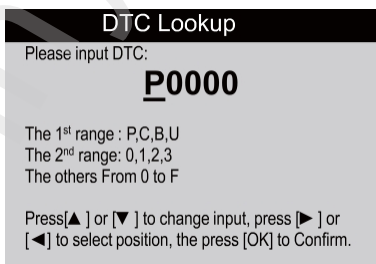 DTC Lookup
Please input DTC:
P0000
The 1st range : P,C,B,U
The 2nd range: 0,1,2,3
The others From 0 to F
Press[▲ ] or [▼ ] to change input, press [▶ ] or
[ ◀] to select position, the press [OK] to Confirm.